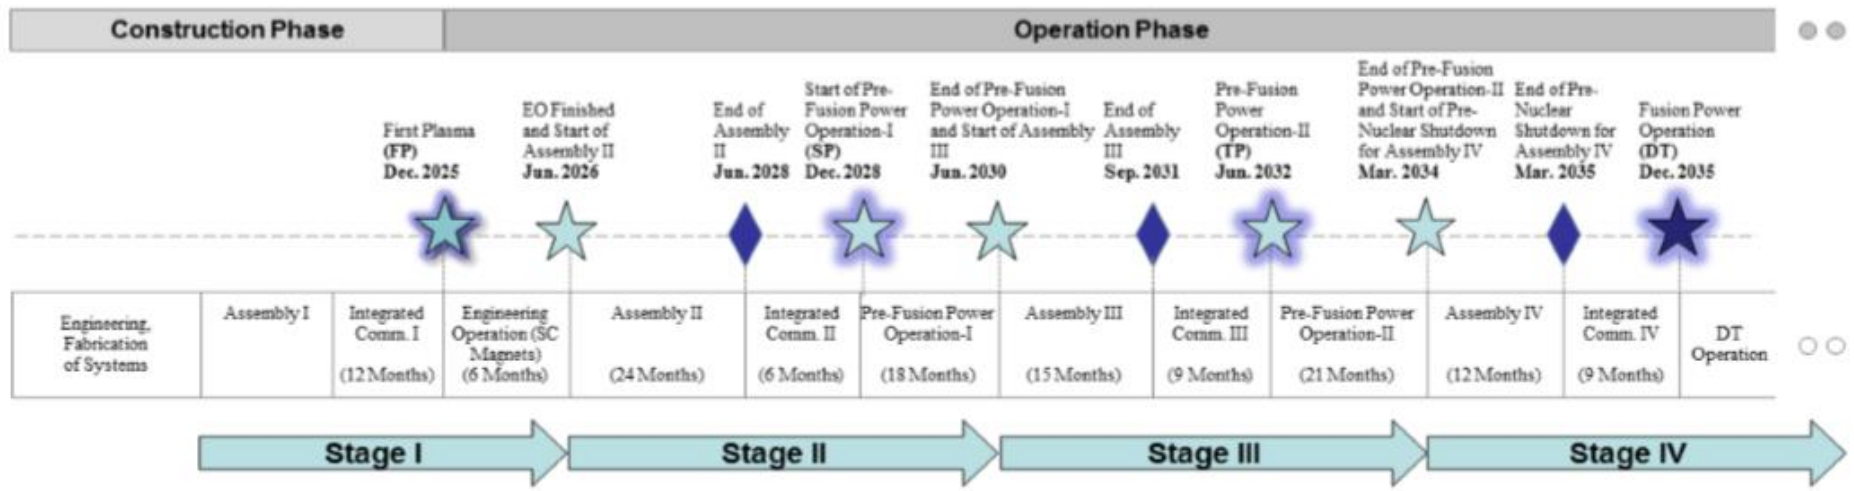 Construction Phase
Operation Phase
First Plasma
(FP)
Dec. 2025
EO Finished
and Start of
Assembly II
Jun. 2026
End of
Assembly
II
Jun. 2028
Start of Pre-
Fusion Power
Operation-I
(SP)
Dec. 2028
End of Pre-Fusion
Power Operation-I
and Start of Assembly
III
Jun. 2030
End of
Assembly
III
Sep. 2031
Pre-Fusion
Power
Operation-II
(TP)
Jun. 2032
End of Pre-Fusion
Power Operation-II
and Start of Pre-
Nuclear Shutdown
for Assembly IV
Mar. 2034
End of Pre-
Nuclear
Shutdown for
Assembly IV
Mar. 2035
Fusion Power
Operation
(DT)
Dec. 2035
Engineering,
Fabrication
of Systems
Assembly I
Integrated
Comm. I
(12 Months)
Engineering
Operation (SC
Magnets)
(6 Months)
Assembly II
(24 Months)
Integrated
Comm. II
(6 Months)
Pre-Fusion Power
Operation-I
(18 Months)
Assembly III
(15 Months)
Integrated
Comm. III
(9 Months)
Pre-Fusion Power
Operation-II
(21 Months)
Assembly IV
(12 Months)
Integrated
Comm. IV
(9 Months)
DT
Operation
Stage I
Stage II
Stage III
Stage IV